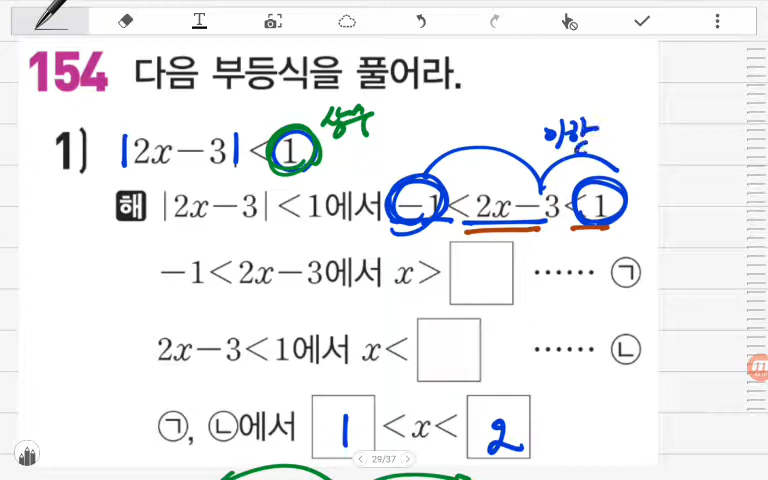 154 다음 부등식을 풀어라.
상수
이항
1) |2x-3|<1
해 |2x-3|<1에서 -1<2x-3<1
-1<2x-3에서 x> …… ㉠
2x-3<1에서 x< …… ㉡
㉠, ㉡에서 1 <x< 2
29/37